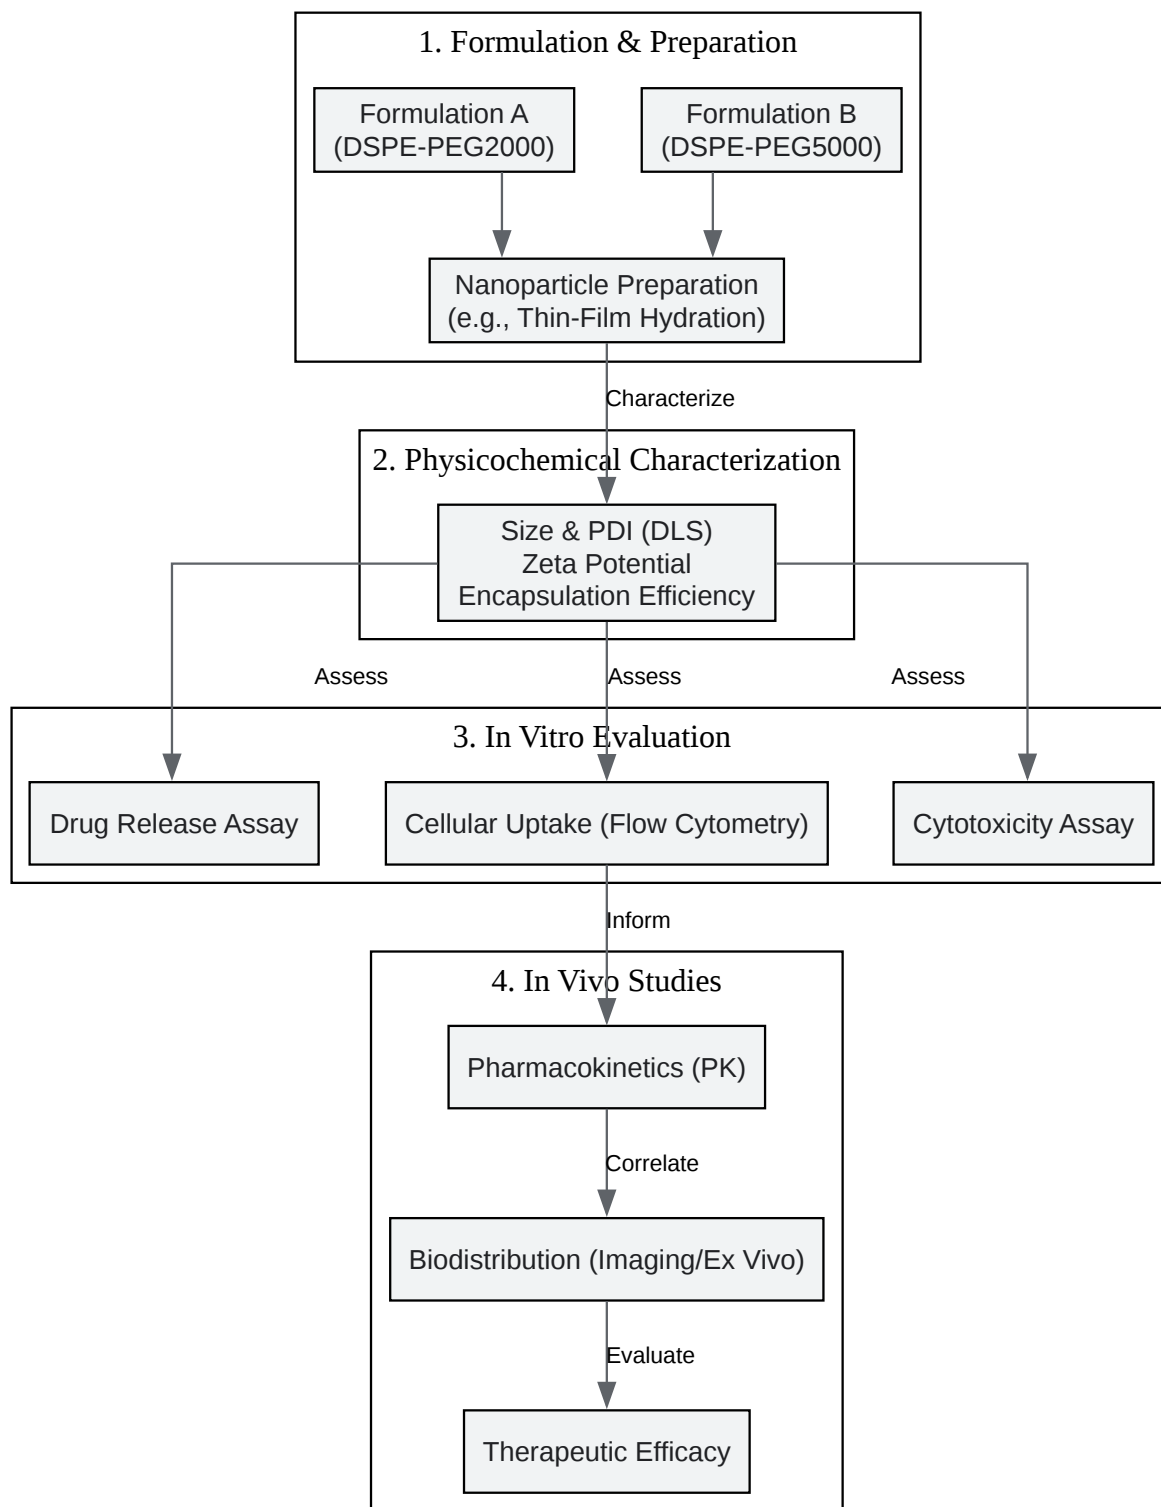 1. Formulation & Preparation
Formulation A
(DSPE-PEG2000)
Formulation B
(DSPE-PEG5000)
Nanoparticle Preparation
(e.g., Thin-Film Hydration)
Characterize
2. Physicochemical Characterization
Size & PDI (DLS)
Zeta Potential
Encapsulation Efficiency
Assess
Assess
Assess
3. In Vitro Evaluation
Drug Release Assay
Cellular Uptake (Flow Cytometry)
Cytotoxicity Assay
Inform
4. In Vivo Studies
Pharmacokinetics (PK)
Correlate
Biodistribution (Imaging/Ex Vivo)
Evaluate
Therapeutic Efficacy